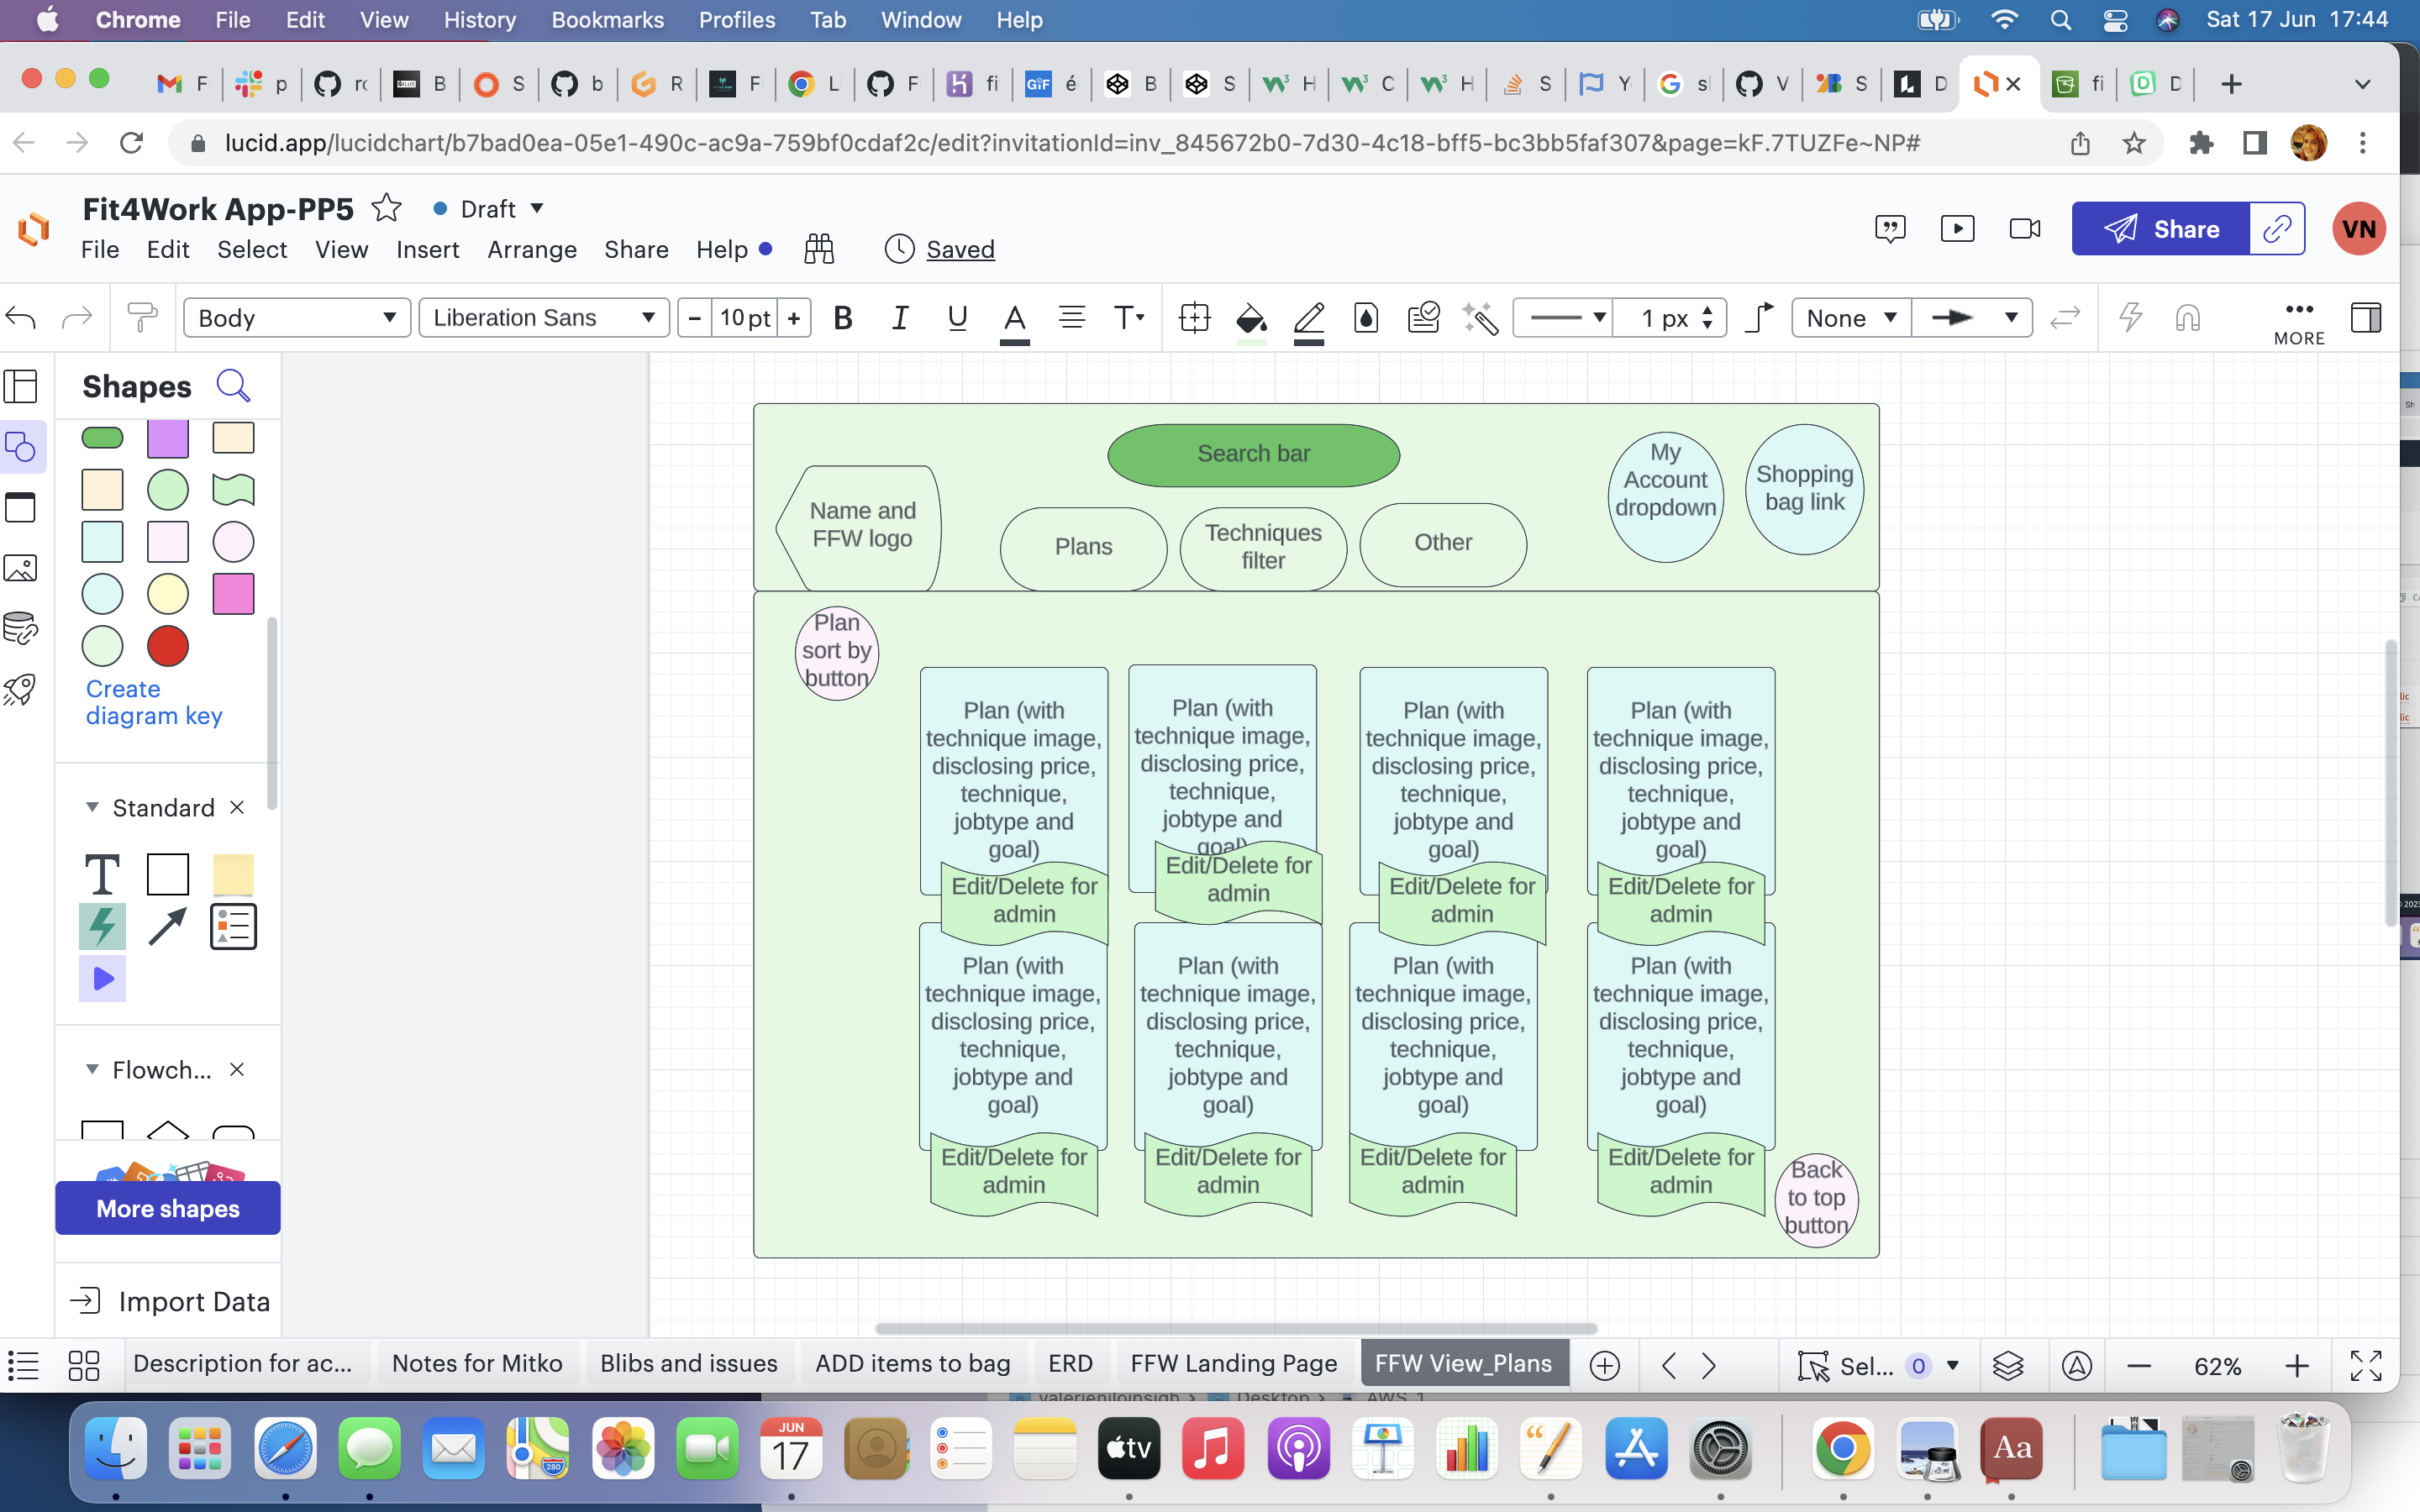 Chrome File Edit View History Bookmarks Profiles Tab Window Help Sat 17 Jun 17:44
F p B S b R F L F fi GIF é B S H C H S Y V S D fi D
lucid.app/lucidchart/b7bad0ea-05e1-490c-ac9a-759bf0cdaf2c/edit?invitationId=inv_845672b0-7d30-4c18-bff5-bc3bb5faf307&page=kF.7TUZFe~NP#
Fit4Work App-PP5 Draft
File Edit Select View Insert Arrange Share Help Saved
Share
VN
Body Liberation Sans - 10 pt + B I U A T 1 px None MORE
Shapes
Create
diagram key
Standard
T
Flowch...
More shapes
Import Data
Search bar
Name and
FFW logo
Plans
Techniques
filter
Other
My
Account
dropdown
Shopping
bag link
Plan
sort by
button
Plan (with
technique image,
disclosing price,
technique,
jobtype and
goal)
Edit/Delete for
admin
Plan (with
technique image,
disclosing price,
technique,
jobtype and
goal)
Edit/Delete for
admin
Plan (with
technique image,
disclosing price,
technique,
jobtype and
goal)
Edit/Delete for
admin
Plan (with
technique image,
disclosing price,
technique,
jobtype and
goal)
Edit/Delete for
admin
Plan (with
technique image,
disclosing price,
technique,
jobtype and
goal)
Edit/Delete for
admin
Plan (with
technique image,
disclosing price,
technique,
jobtype and
goal)
Edit/Delete for
admin
Plan (with
technique image,
disclosing price,
technique,
jobtype and
goal)
Edit/Delete for
admin
Plan (with
technique image,
disclosing price,
technique,
jobtype and
goal)
Edit/Delete for
admin
Back
to top
button
Description for ac... Notes for Mitko Blibs and issues ADD items to bag ERD FFW Landing Page FFW View_Plans Sel... 0 62%
JUN
17
280
tv
Aa